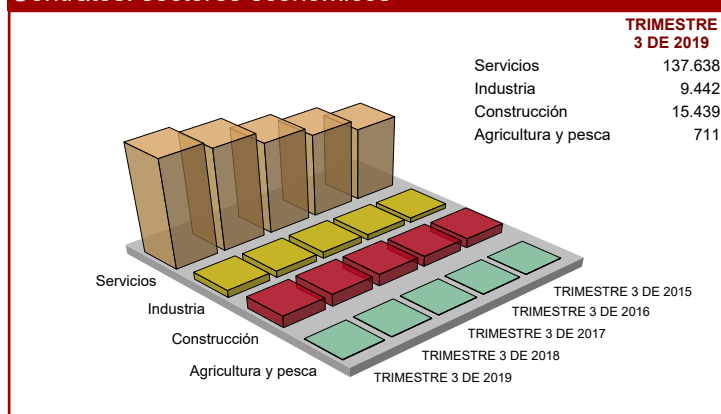 TRIMESTRE
3 DE 2019
Servicios 137.638
Industria 9.442
Construcción 15.439
Agricultura y pesca 711
Servicios
Industria
Construcción
Agricultura y pesca
TRIMESTRE 3 DE 2015
TRIMESTRE 3 DE 2016
TRIMESTRE 3 DE 2017
TRIMESTRE 3 DE 2018
TRIMESTRE 3 DE 2019